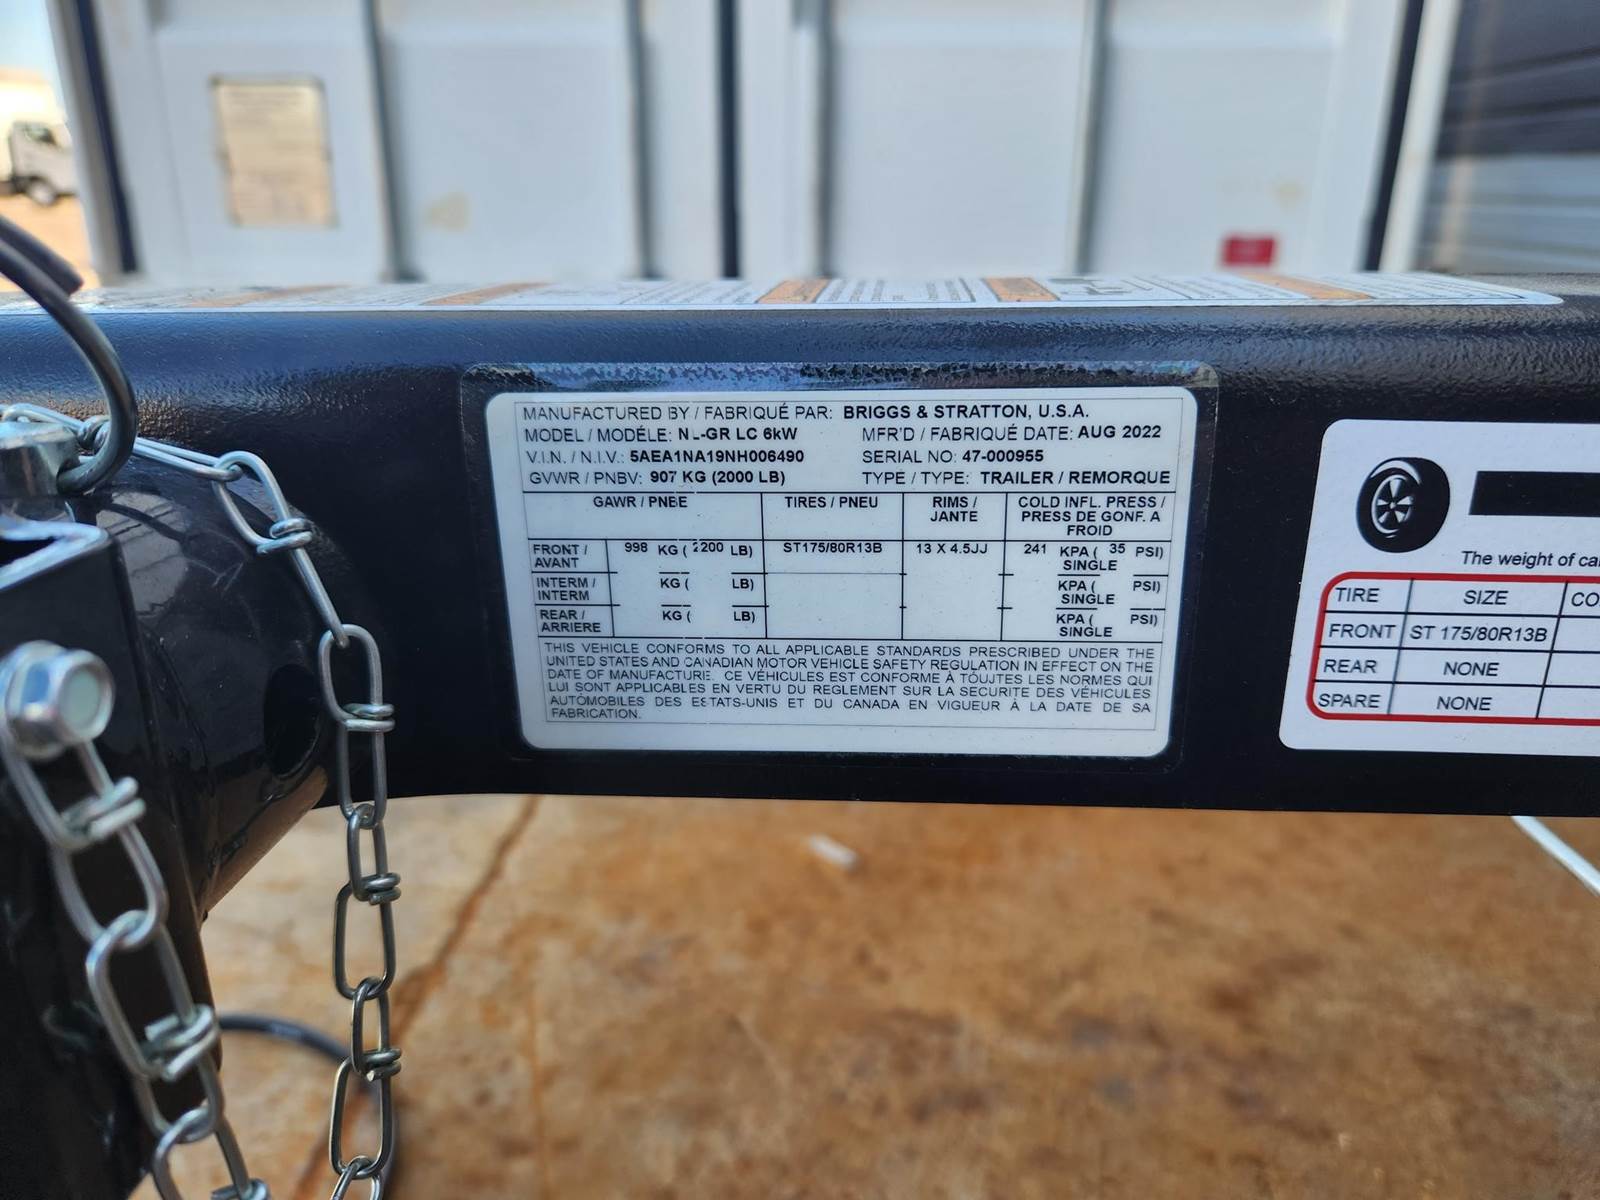 MANUFACTURED BY / FABRIQUÉ PAR: BRIGGS & STRATTON, U.S.A.
MODEL / MODÉLE: NL-GR LC 6kW MFR'D / FABRIQUÉ DATE: AUG 2022
V.I.N. / N.I.V.: 5AEA1NA19NH006490 SERIAL NO: 47-000955
GVWR / PNBV: 907 KG (2000 LB) TYPE / TYPE: TRAILER / REMORQUE
GAWR / PNBE TIRES / PNEU RIMS / JANTE COLD INFL. PRESS / PRESS DE GONF. A FROID
FRONT / AVANT 998 KG ( 2200 LB) ST175/80R13B 13 X 4.5JJ 241 KPA ( 35 PSI) SINGLE
INTERM / INTERM KG ( LB) KPA ( PSI) SINGLE
REAR / ARRIERE KG ( LB) KPA ( PSI) SINGLE
THIS VEHICLE CONFORMS TO ALL APPLICABLE STANDARDS PRESCRIBED UNDER THE
UNITED STATES AND CANADIAN MOTOR VEHICLE SAFETY REGULATION IN EFFECT ON THE
DATE OF MANUFACTURE. CE VÉHICULES EST CONFORME À TOUJTES LES NORMES QUI
LUI SONT APPLICABLES EN VERTU DU REGLEMENT SUR LA SECURITE DES VÉHICULES
AUTOMOBILES DES ES-TATS-UNIS ET DU CANADA EN VIGUEUR À LA DATE DE SA
FABRICATION.
The weight of ca
TIRE SIZE CO
FRONT ST 175/80R13B
REAR NONE
SPARE NONE